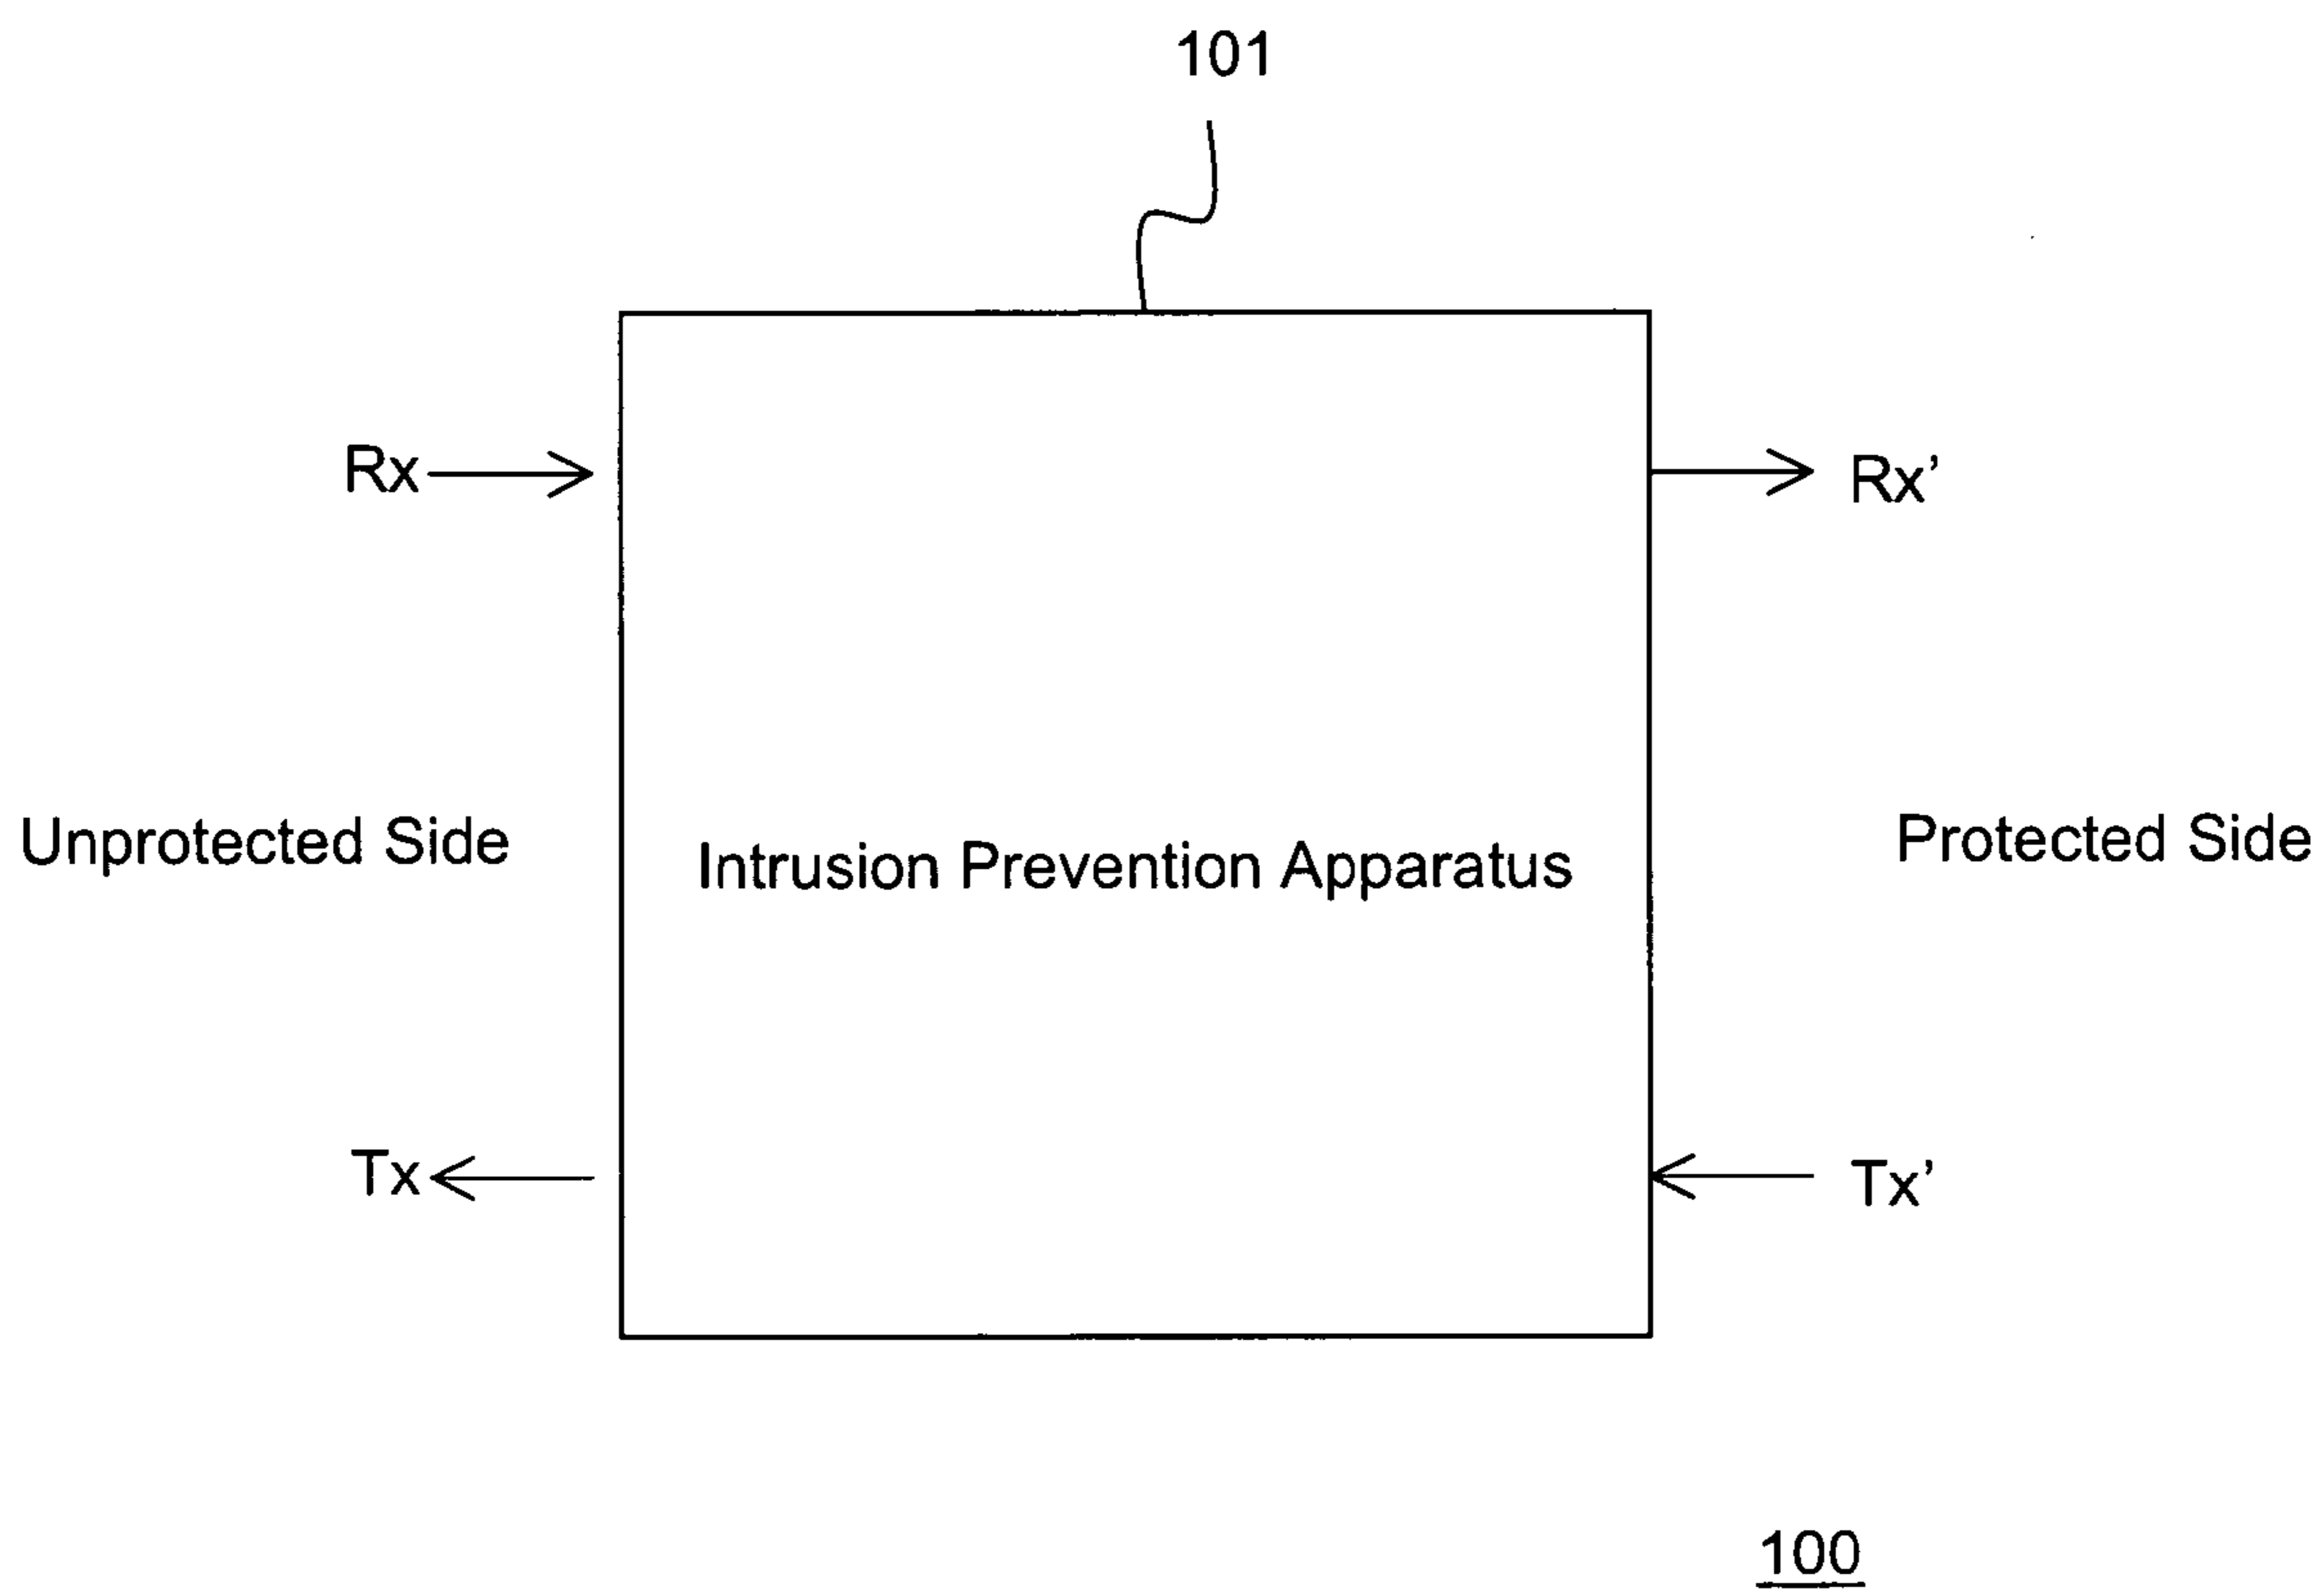 101
Rx
Rx’
Unprotected Side
Intrusion Prevention Apparatus
Protected Side
Tx
Tx’
100